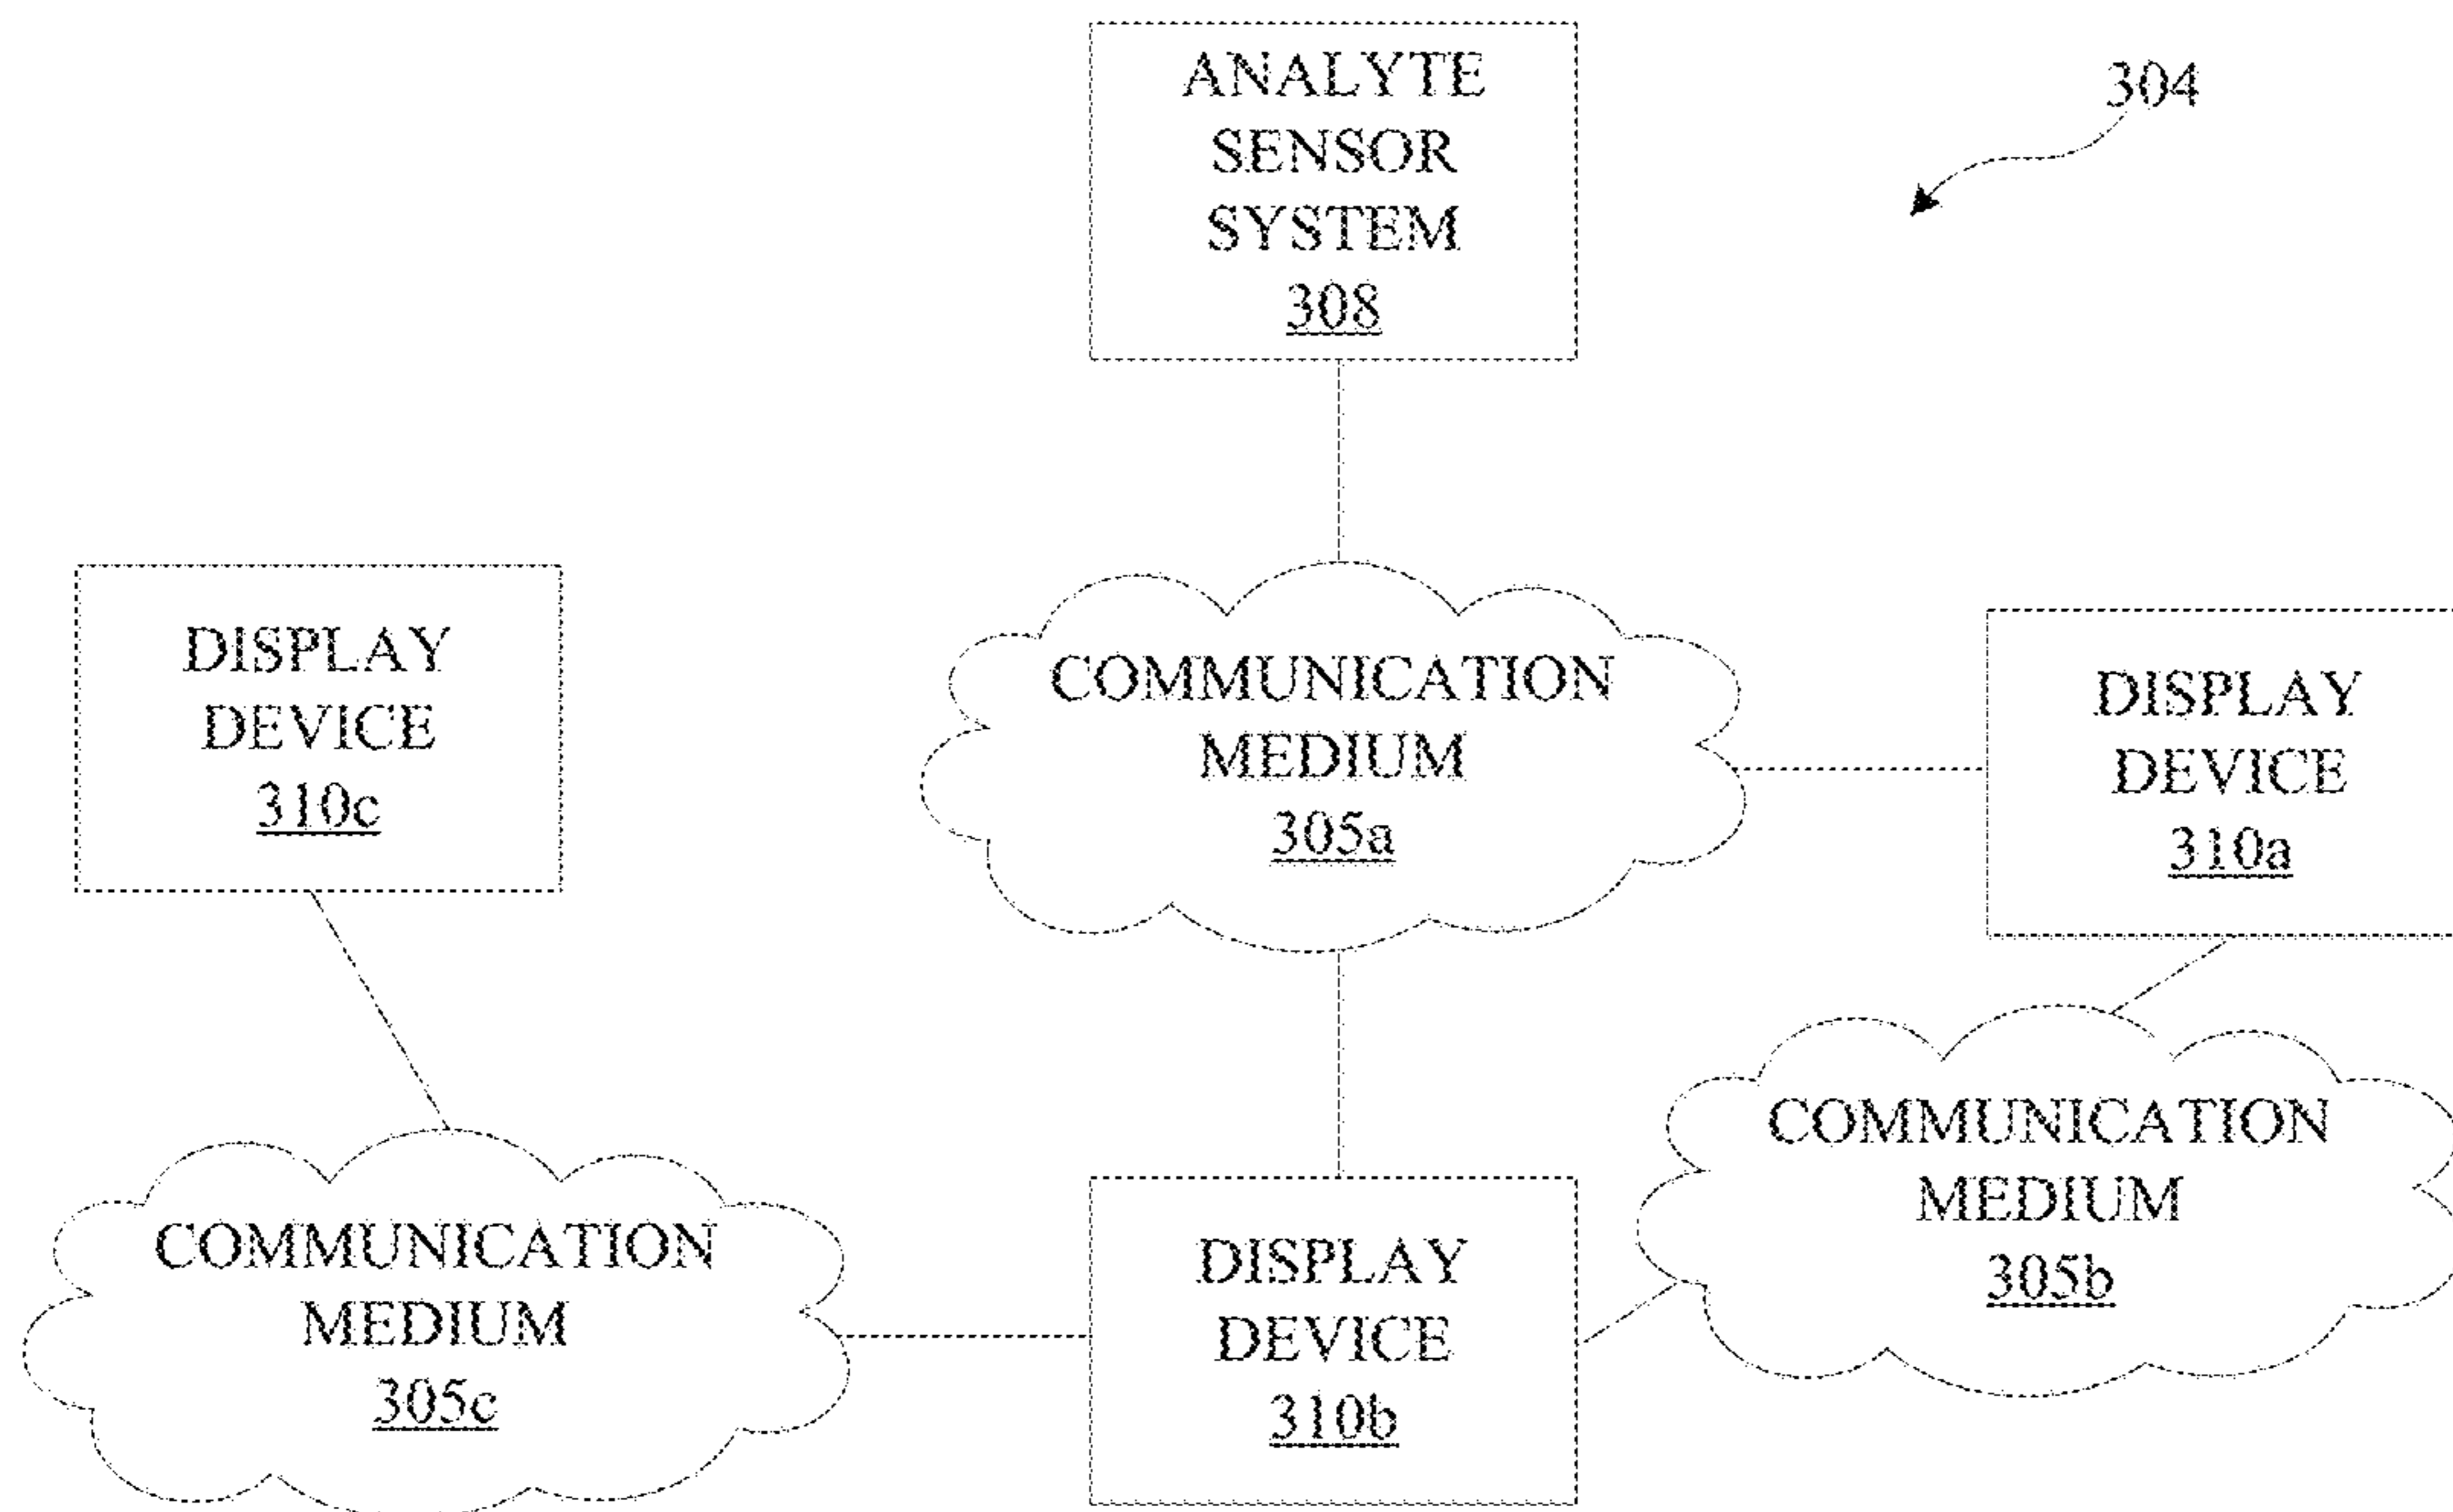 ANALYTE
SENSOR
SYSTEM
308
304
DISPLAY
DEVICE
310c
COMMUNICATION
MEDIUM
305a
DISPLAY
DEVICE
310a
COMMUNICATION
MEDIUM
305c
DISPLAY
DEVICE
310b
COMMUNICATION
MEDIUM
305b